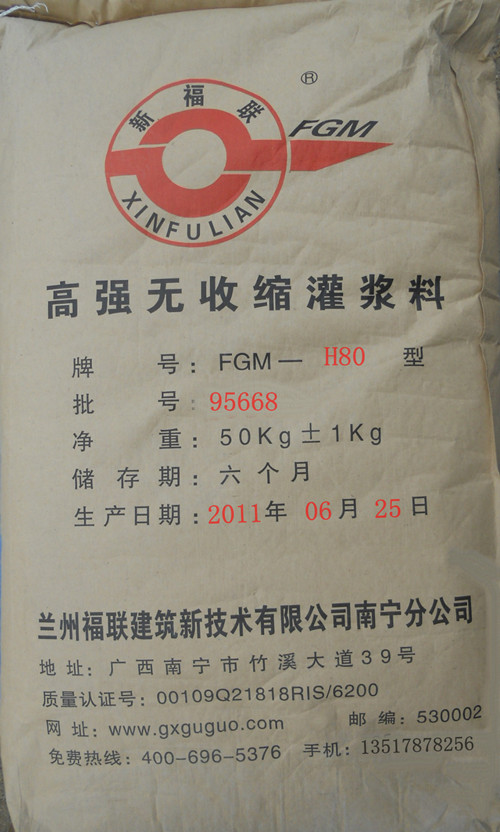 ®
新福联
FGM
XINFULIAN
高强无收缩灌浆料
牌号：FGM— H80 型
批号：95668
净重：50Kg±1Kg
储存期：六个月
生产日期：2011年 06月 25日
兰州福联建筑新技术有限公司南宁分公司
地址：广西南宁市竹溪大道39号
质量认证号：00109Q21818RIS/6200
网址：www.gxguguo.com 邮编：530002
免费热线：400-696-5376 手机：13517878256